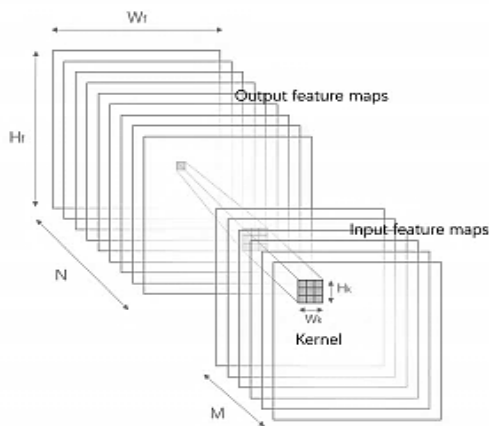 Wf
Output feature maps
Hf
Input feature maps
N
Hk
Wk
Kernel
M